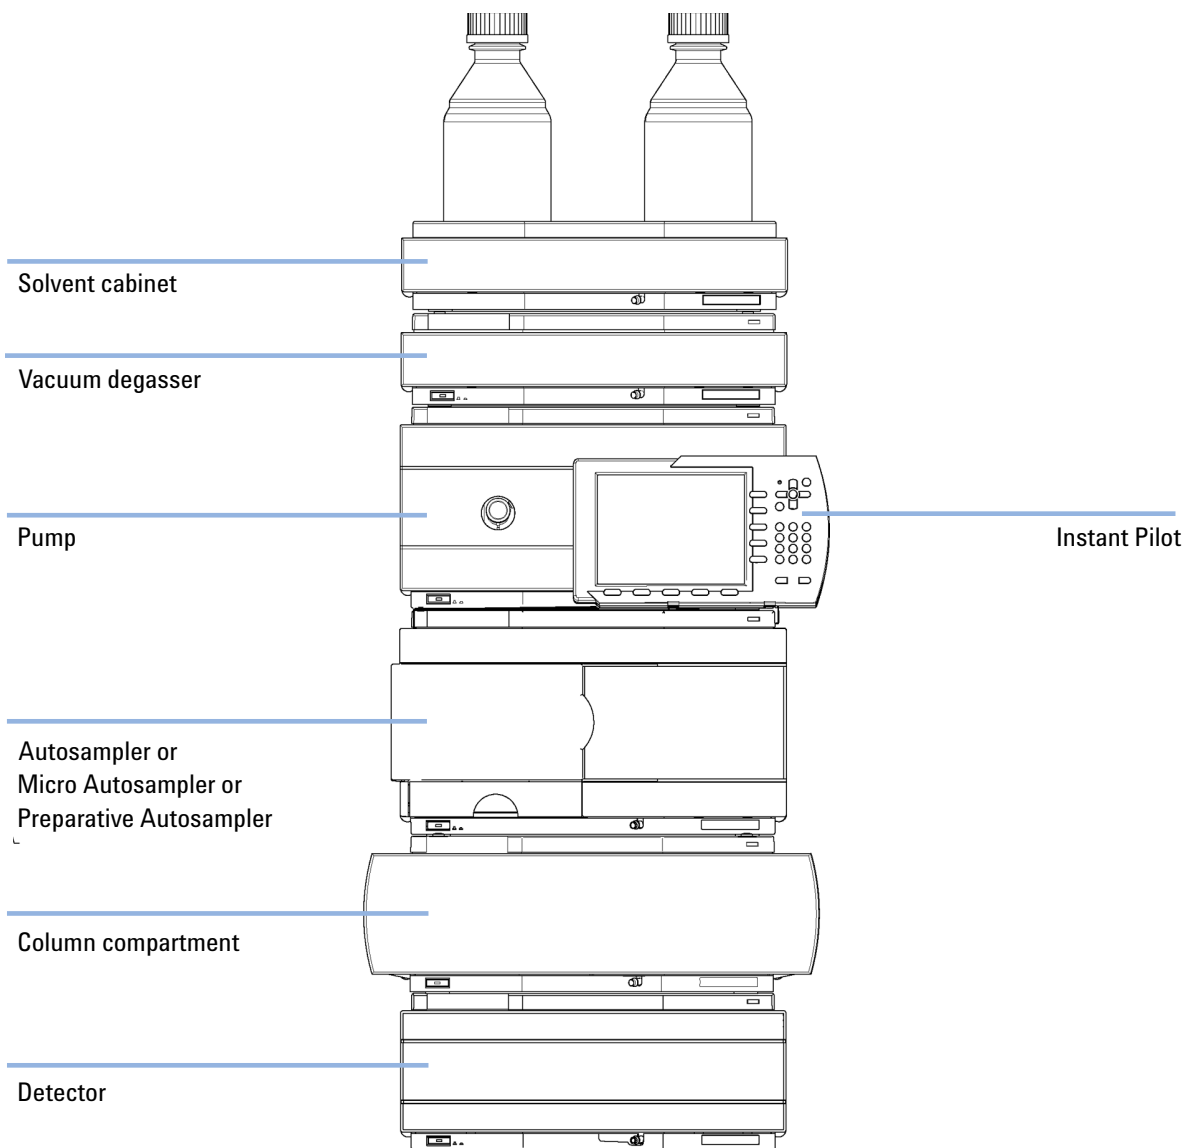 Solvent cabinet
Vacuum degasser
Pump
Instant Pilot
Autosampler or
Micro Autosampler or
Preparative Autosampler
Column compartment
Detector